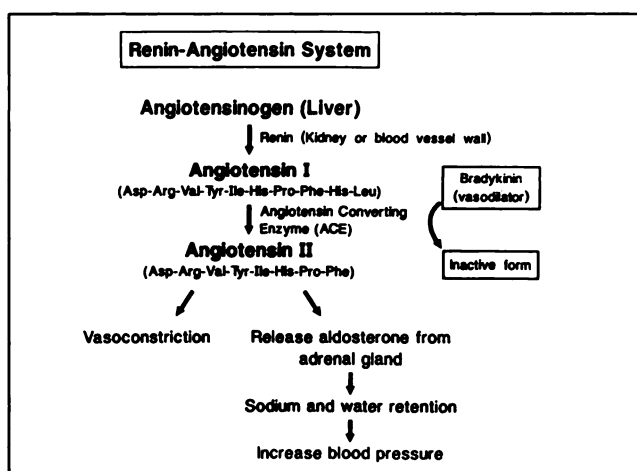 Renin-Angiotensin System
Angiotensinogen (Liver)
Renin (Kidney or blood vessel wall)
Angiotensin I
(Asp-Arg-Val-Tyr-Ile-His-Pro-Phe-His-Leu)
Angiotensin Converting
Enzyme (ACE)
Angiotensin II
(Asp-Arg-Val-Tyr-Ile-His-Pro-Phe)
Bradykinin
(vasodilator)
Inactive form
Vasoconstriction
Release aldosterone from
adrenal gland
Sodium and water retention
Increase blood pressure